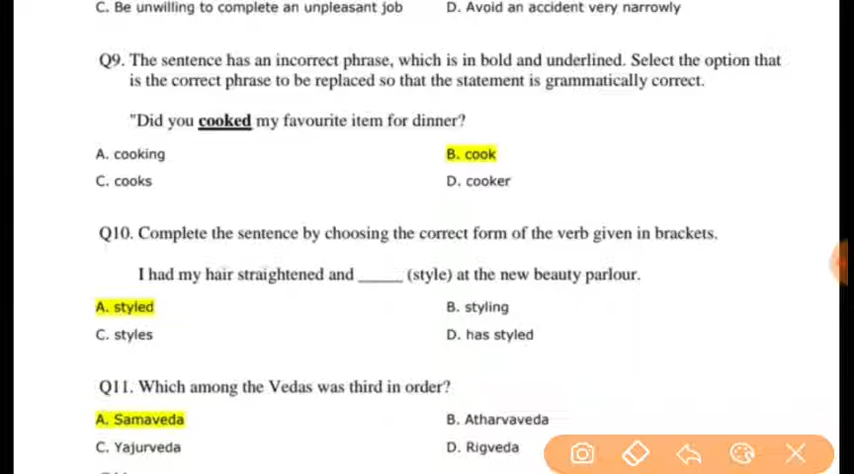 C. Be unwilling to complete an unpleasant job D. Avoid an accident very narrowly
Q9. The sentence has an incorrect phrase, which is in bold and underlined. Select the option that
is the correct phrase to be replaced so that the statement is grammatically correct.
"Did you cooked my favourite item for dinner?
A. cooking B. cook
C. cooks D. cooker
Q10. Complete the sentence by choosing the correct form of the verb given in brackets.
I had my hair straightened and _____ (style) at the new beauty parlour.
A. styled B. styling
C. styles D. has styled
Q11. Which among the Vedas was third in order?
A. Samaveda B. Atharvaveda
C. Yajurveda D. Rigveda